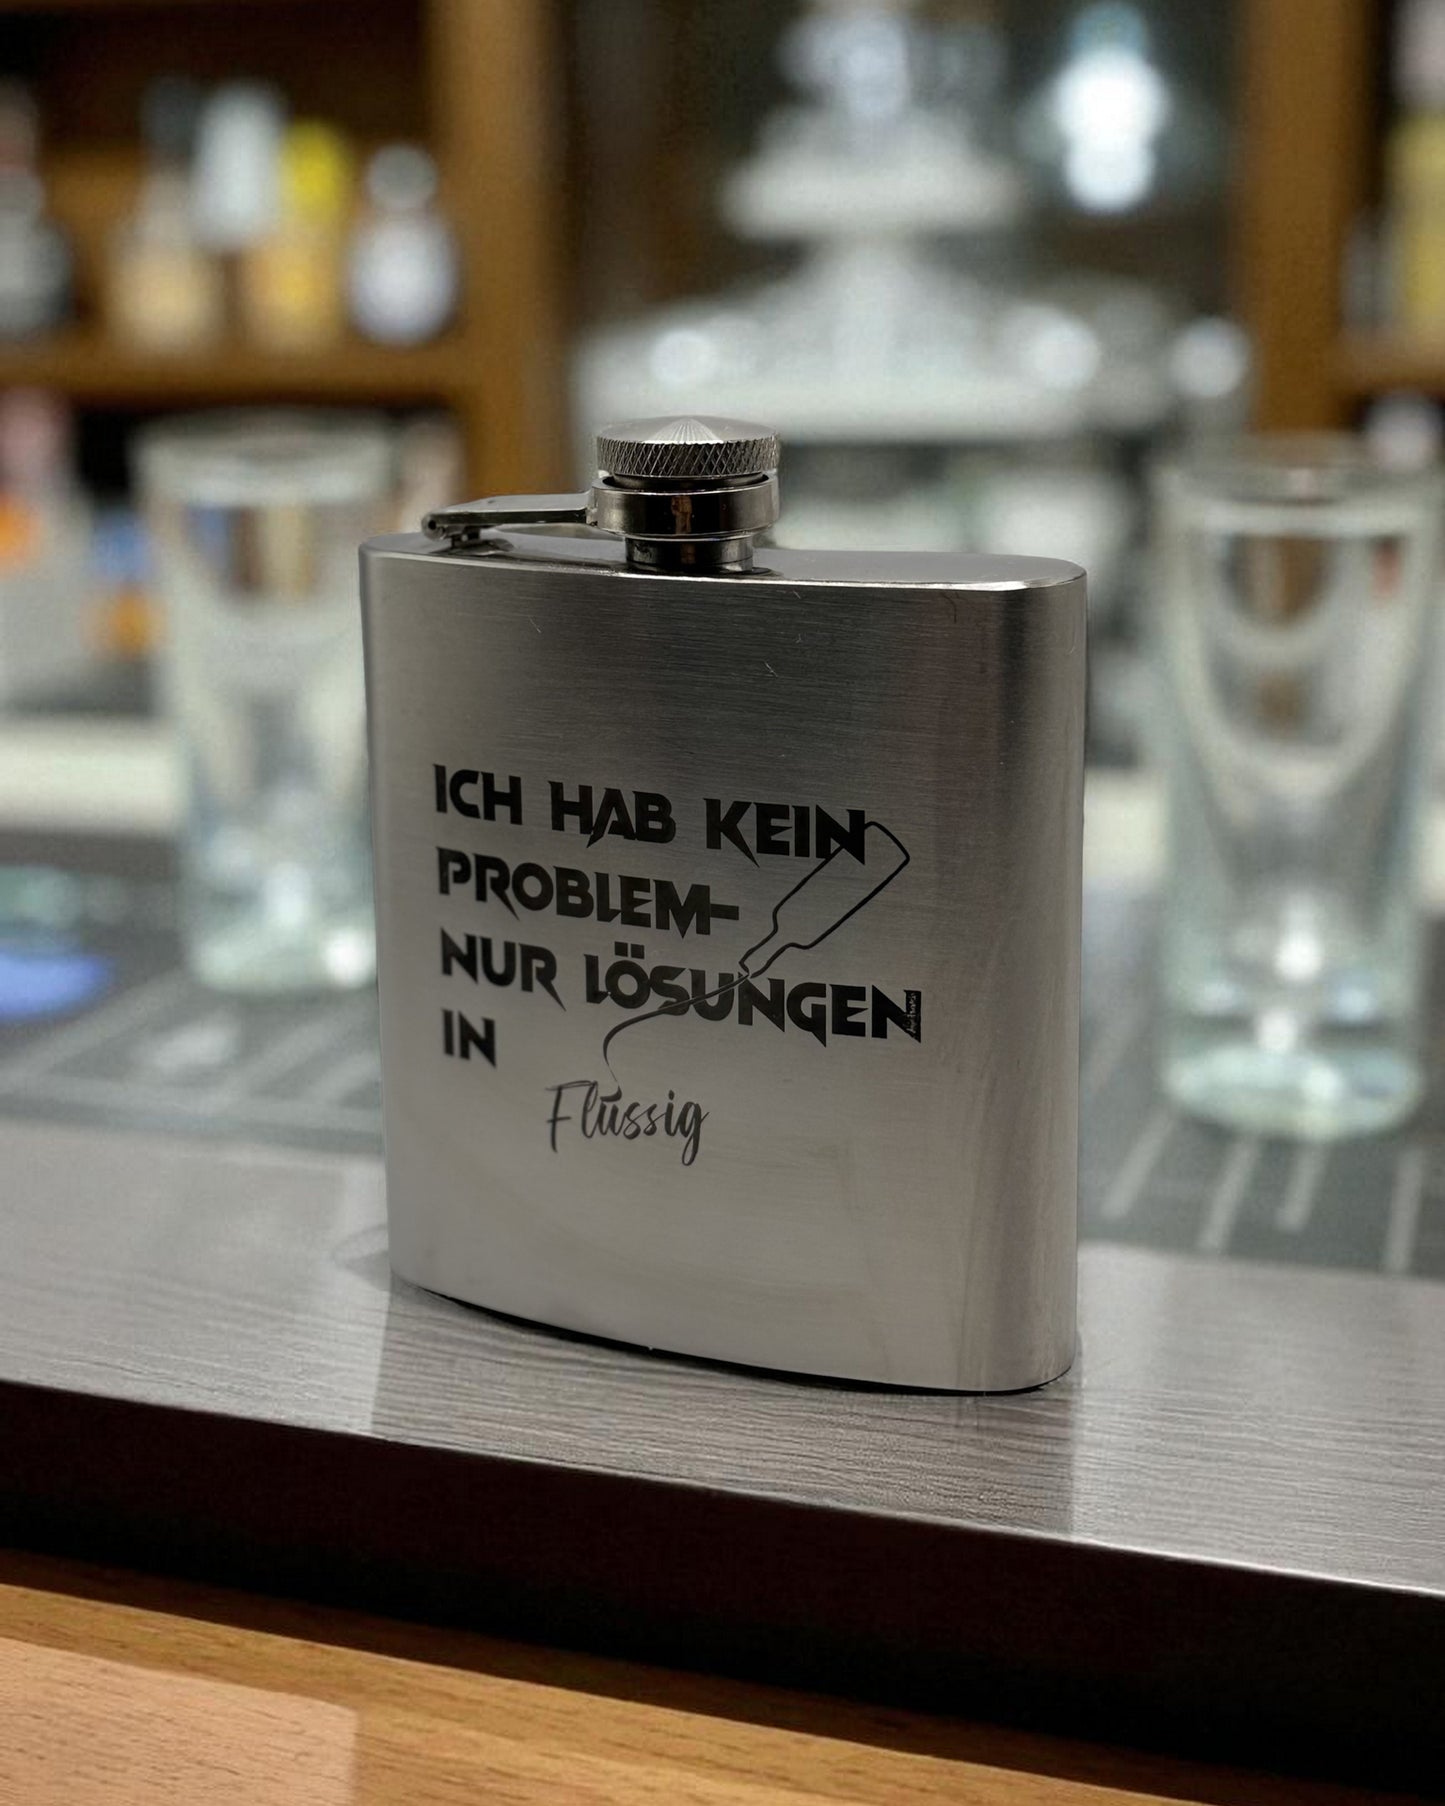 ICH HAB KEIN
PROBLEM-
NUR LÖSUNGEN
IN
Flüssig